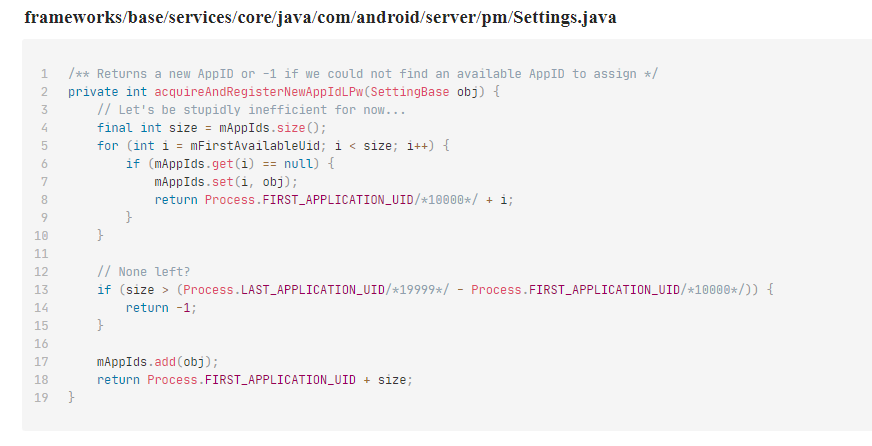 frameworks/base/services/core/java/com/android/server/pm/Settings.java
1 /** Returns a new AppID or -1 if we could not find an available AppID to assign */
2 private int acquireAndRegisterNewAppIdLPw(SettingBase obj) {
3     // Let's be stupidly inefficient for now...
4     final int size = mAppIds.size();
5     for (int i = mFirstAvailableUid; i < size; i++) {
6         if (mAppIds.get(i) == null) {
7             mAppIds.set(i, obj);
8             return Process.FIRST_APPLICATION_UID/*10000*/ + i;
9         }
10     }
11
12     // None left?
13     if (size > (Process.LAST_APPLICATION_UID/*19999*/ - Process.FIRST_APPLICATION_UID/*10000*/)) {
14         return -1;
15     }
16
17     mAppIds.add(obj);
18     return Process.FIRST_APPLICATION_UID + size;
19 }